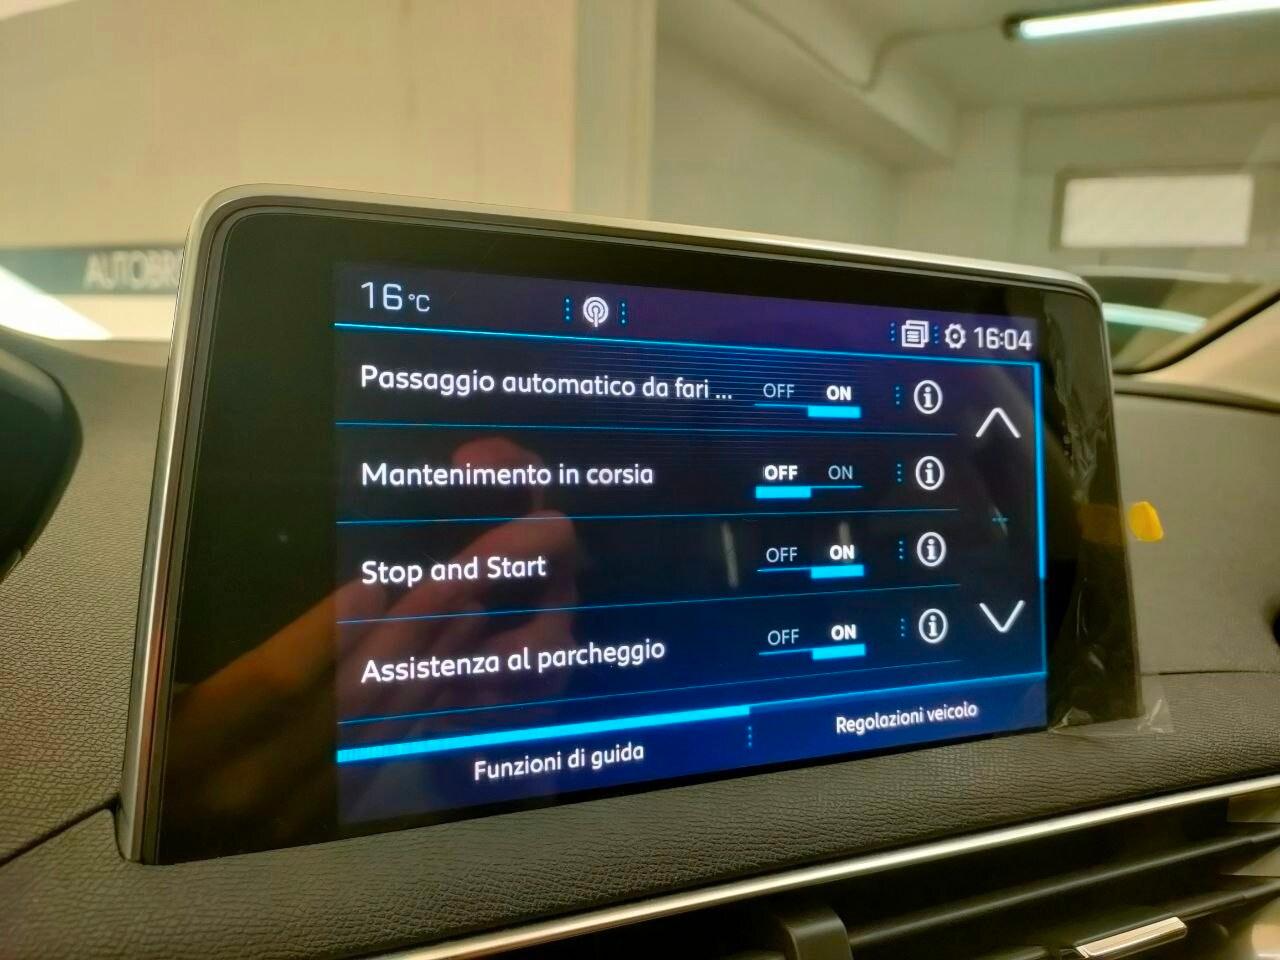 AUTOBR
16°C
16:04
Passaggio automatico da fari ... OFF ON
Mantenimento in corsia OFF ON
Stop and Start OFF ON
Assistenza al parcheggio OFF ON
Funzioni di guida
Regolazioni veicolo